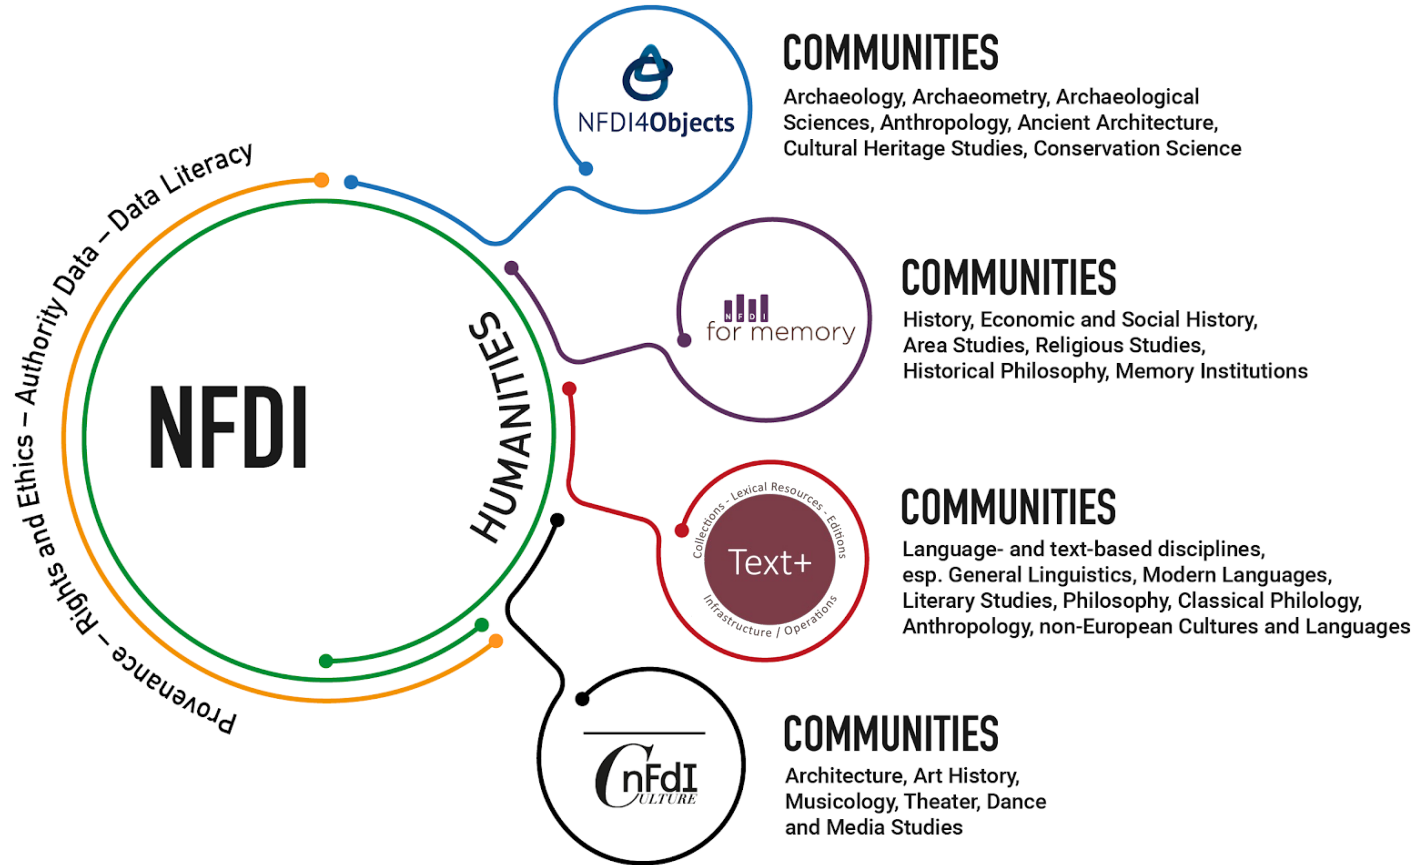 NFDI
HUMANITIES
Provenance – Rights and Ethics – Authority Data – Data Literacy
NFDI4Objects
COMMUNITIES
Archaeology, Archaeometry, Archaeological
Sciences, Anthropology, Ancient Architecture,
Cultural Heritage Studies, Conservation Science
NFDI
for memory
COMMUNITIES
History, Economic and Social History,
Area Studies, Religious Studies,
Historical Philosophy, Memory Institutions
Collections - Lexical Resources - Editions
Text+
Infrastructure / Operations
COMMUNITIES
Language- and text-based disciplines,
esp. General Linguistics, Modern Languages,
Literary Studies, Philosophy, Classical Philology,
Anthropology, non-European Cultures and Languages
nFdI
CULTURE
COMMUNITIES
Architecture, Art History,
Musicology, Theater, Dance
and Media Studies